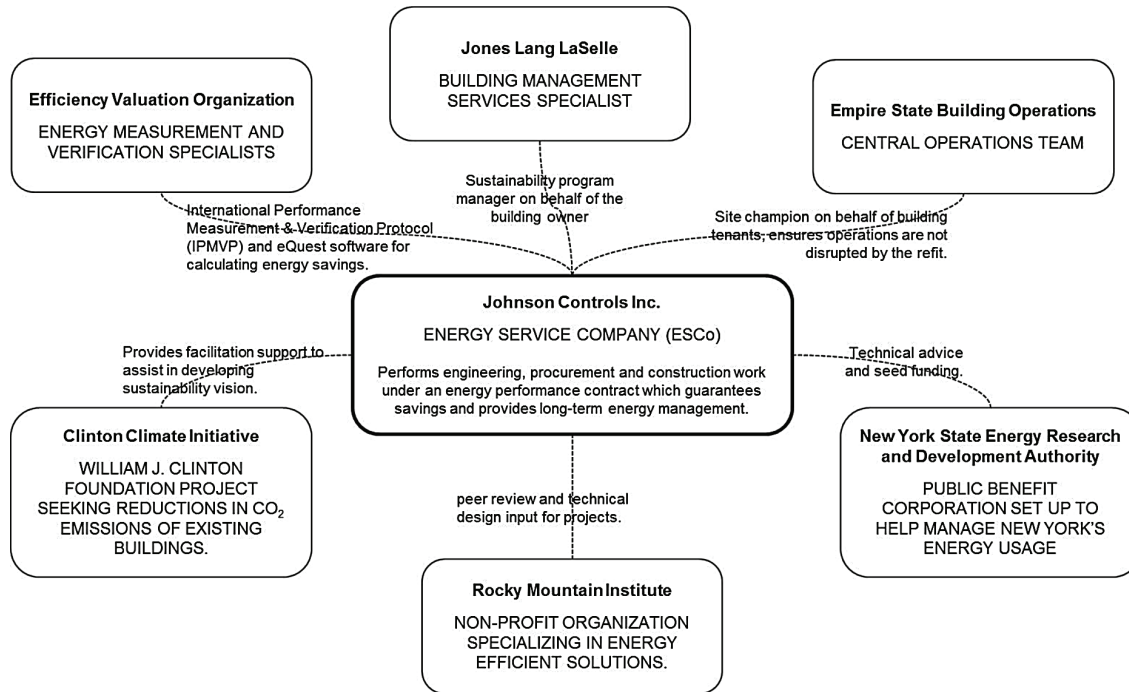 Jones Lang LaSelle
BUILDING MANAGEMENT
SERVICES SPECIALIST
Efficiency Valuation Organization
ENERGY MEASUREMENT AND
VERIFICATION SPECIALISTS
Empire State Building Operations
CENTRAL OPERATIONS TEAM
International Performance
Measurement & Verification Protocol
(IPMVP) and eQuest software for
calculating energy savings.
Sustainability program
manager on behalf of the
building owner
Site champion on behalf of building
tenants, ensures operations are not
disrupted by the refit.
Johnson Controls Inc.
ENERGY SERVICE COMPANY (ESCo)
Performs engineering, procurement and construction work
under an energy performance contract which guarantees
savings and provides long-term energy management.
Provides facilitation support to
assist in developing
sustainability vision.
Technical advice
and seed funding.
Clinton Climate Initiative
WILLIAM J. CLINTON
FOUNDATION PROJECT
SEEKING REDUCTIONS IN CO₂
EMISSIONS OF EXISTING
BUILDINGS.
peer review and technical
design input for projects.
New York State Energy Research
and Development Authority
PUBLIC BENEFIT
CORPORATION SET UP TO
HELP MANAGE NEW YORK'S
ENERGY USAGE
Rocky Mountain Institute
NON-PROFIT ORGANIZATION
SPECIALIZING IN ENERGY
EFFICIENT SOLUTIONS.